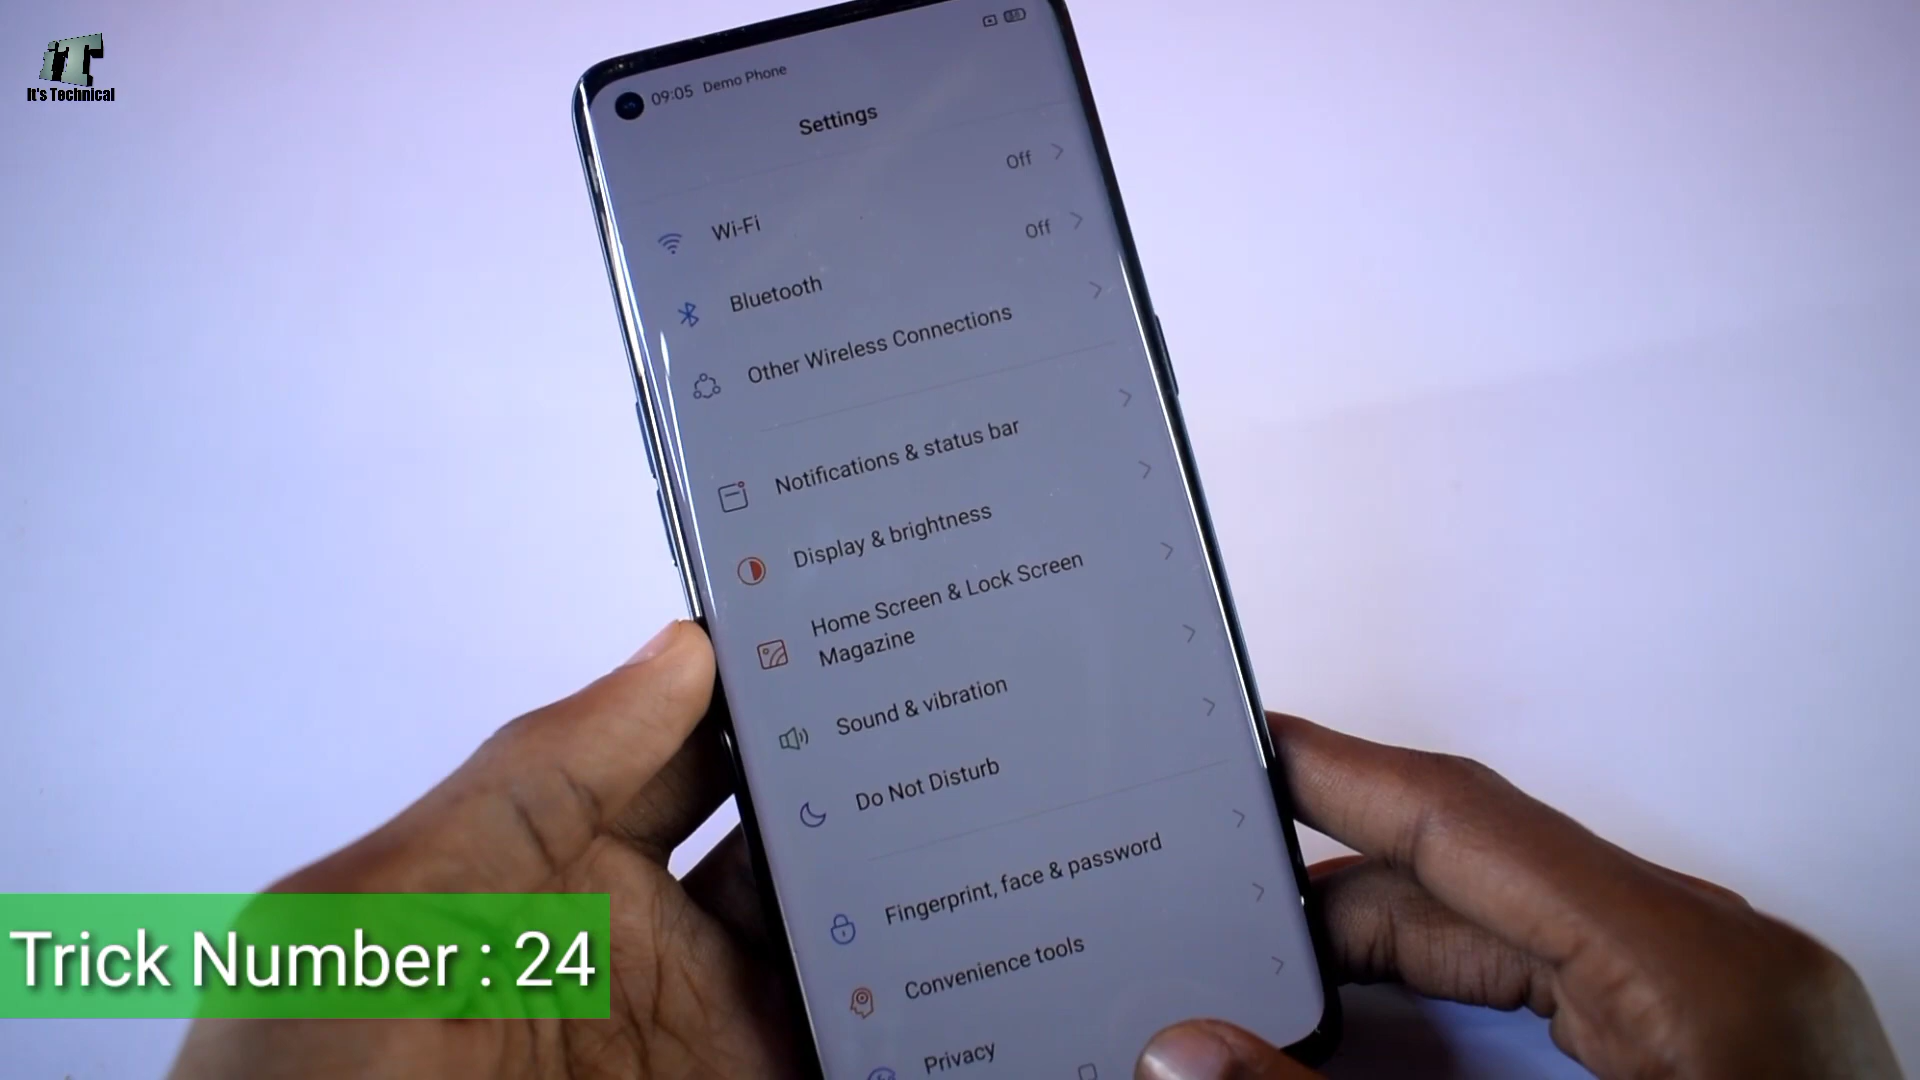 iT
It's Technical
09:05 Demo Phone
Settings
Wi-Fi Off
Bluetooth Off
Other Wireless Connections
Notifications & status bar
Display & brightness
Home Screen & Lock Screen
Magazine
Sound & vibration
Do Not Disturb
Fingerprint, face & password
Convenience tools
Privacy
Trick Number : 24